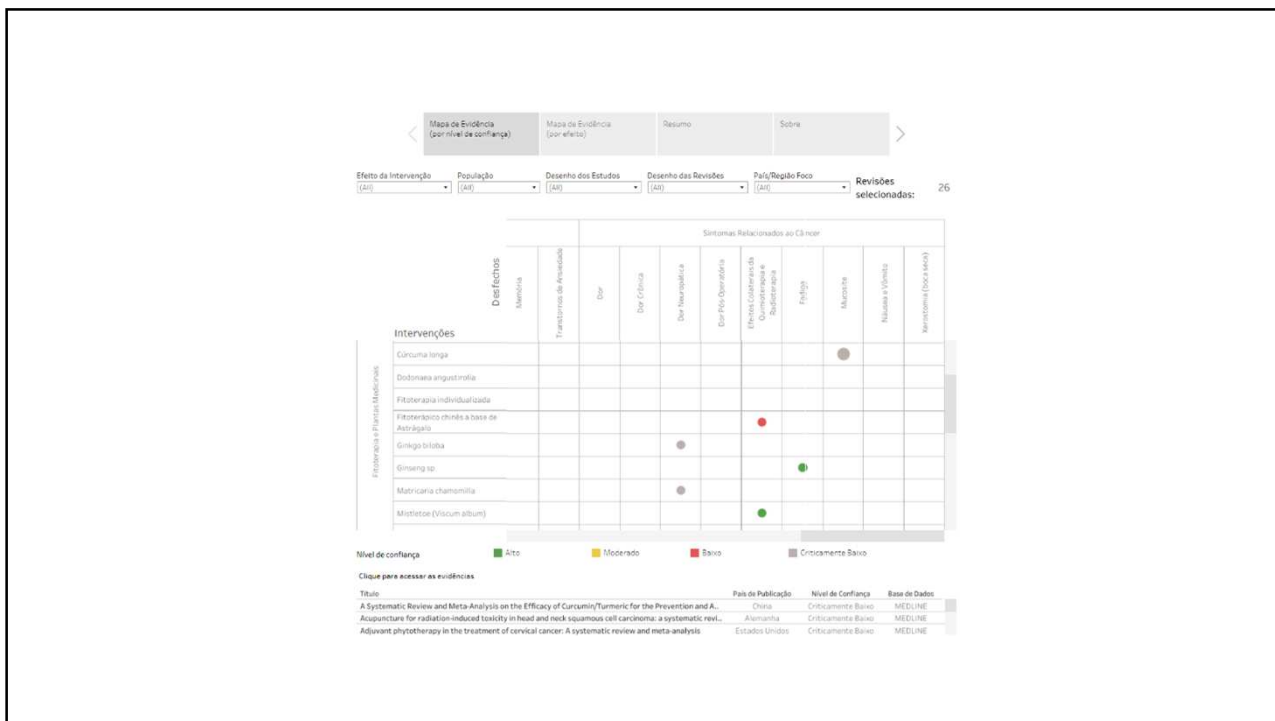 Mapa de Evidência
(por nível de confiança)
Mapa de Evidência
(por efeito)
Resumo
Sobre
Efeito da Intervenção
População
Desenho dos Estudos
Desenho das Revisões
País/Região Foco
(All)
(All)
(All)
(All)
(All)
Revisões
selecionadas:
26
Sintomas Relacionados ao Câncer
Desfechos
Memória
Transtornos de Ansiedade
Dor
Dor Crônica
Dor Neuropática
Dor Pós-Operatória
Efeitos Colaterais da
Quimioterapia e
Radioterapia
Fadiga
Mucosite
Náusea e Vômito
Xerostomia (boca seca)
Intervenções
Fitoterapia e Plantas Medicinais
Cúrcuma longa
Dodonaea angustifolia
Fitoterapia individualizada
Fitoterápico chinês a base de
Astrágalo
Ginkgo biloba
Ginseng sp.
Matricaria chamomilla
Mistletoe (Viscum album)
Nível de confiança
Alto
Moderado
Baixo
Criticamente Baixo
Clique para acessar as evidências
Título País de Publicação Nível de Confiança Base de Dados
A Systematic Review and Meta-Analysis on the Efficacy of Curcumin/Turmeric for the Prevention and A.. China Criticamente Baixo MEDLINE
Acupuncture for radiation-induced toxicity in head and neck squamous cell carcinoma: a systematic revi.. Alemanha Criticamente Baixo MEDLINE
Adjuvant phytotherapy in the treatment of cervical cancer: A systematic review and meta-analysis Estados Unidos Criticamente Baixo MEDLINE